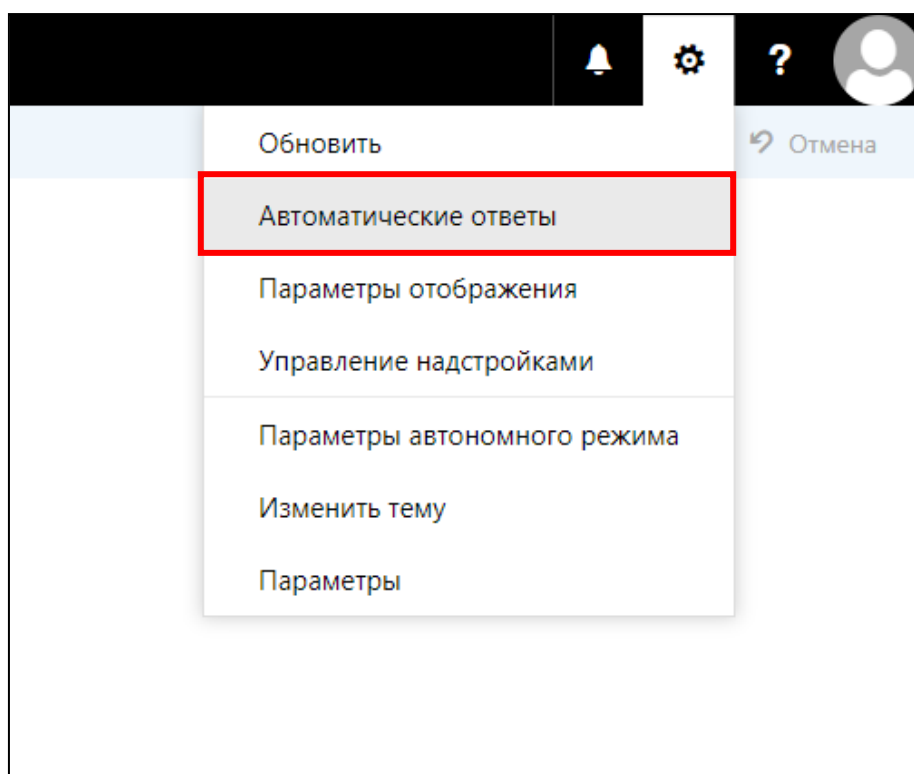 ?
Обновить
Отмена
Автоматические ответы
Параметры отображения
Управление надстройками
Параметры автономного режима
Изменить тему
Параметры